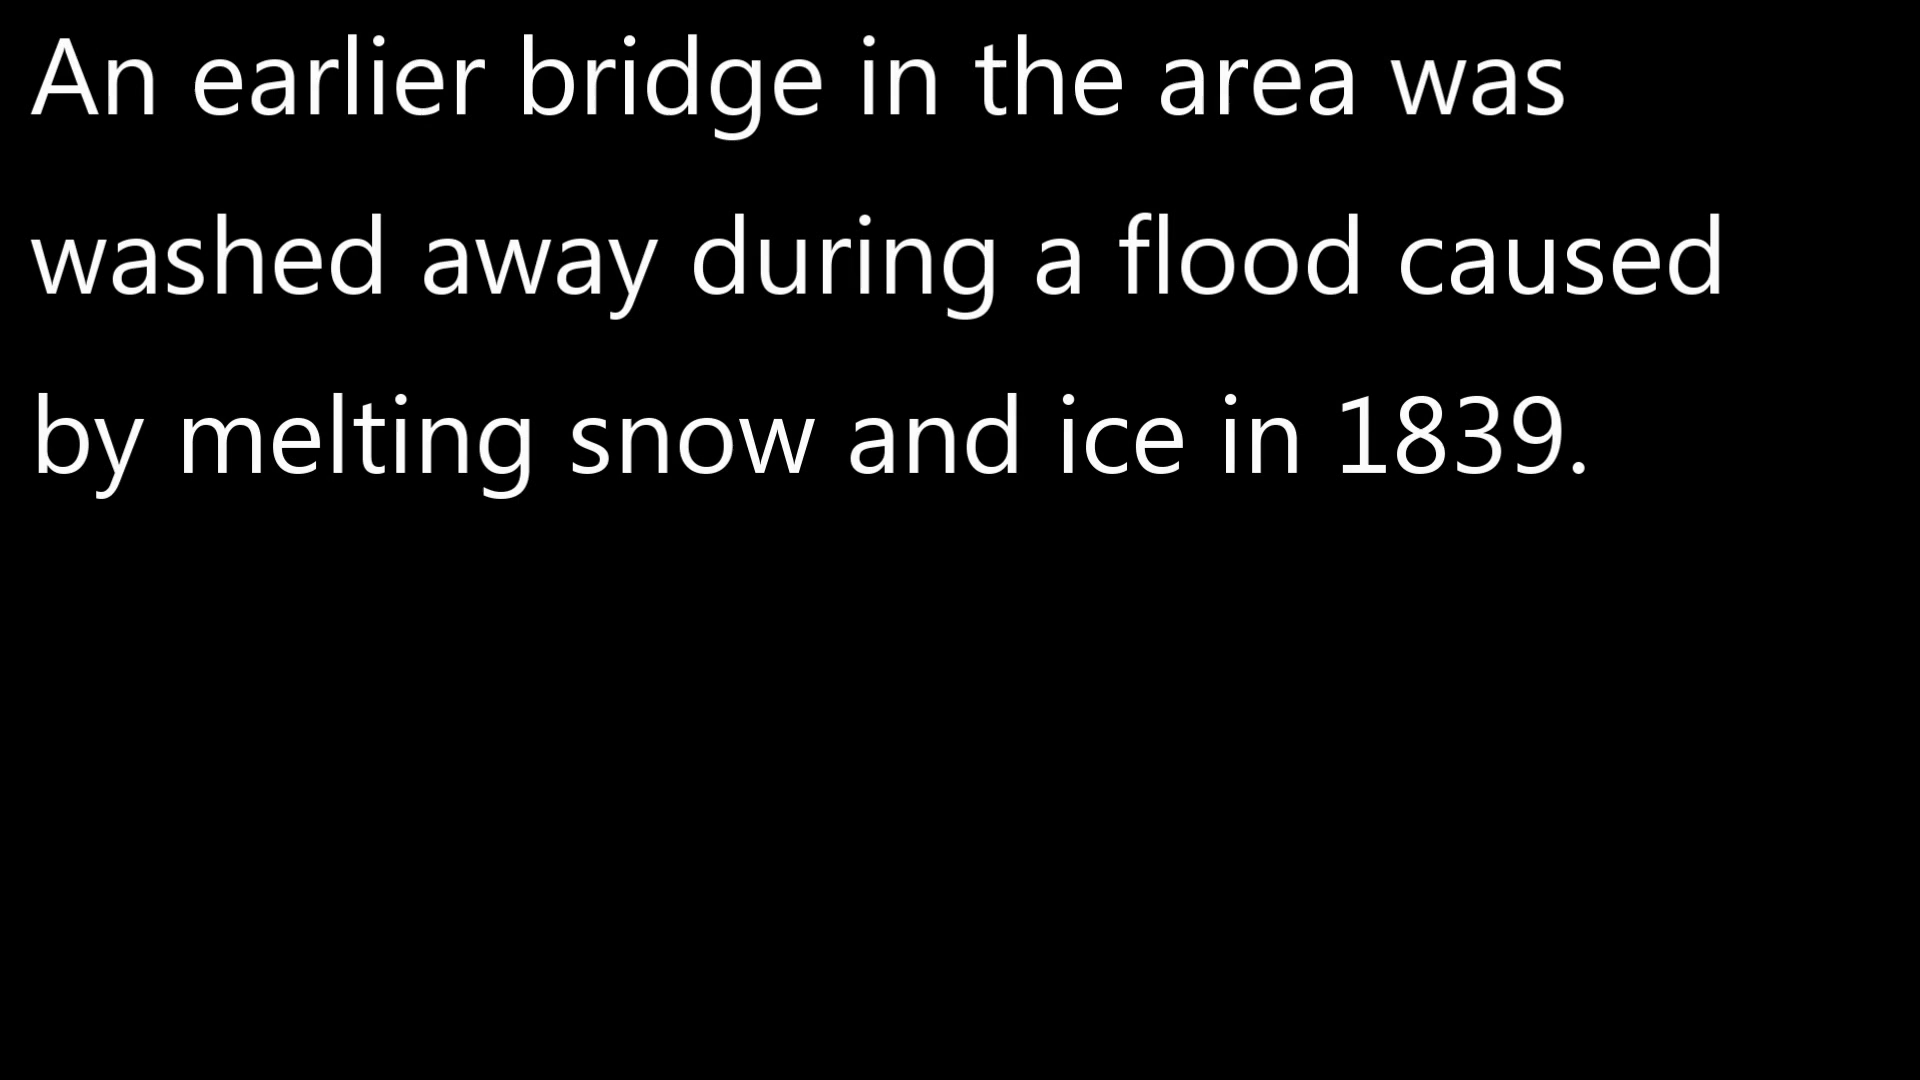 An earlier bridge in the area was
washed away during a flood caused
by melting snow and ice in 1839.